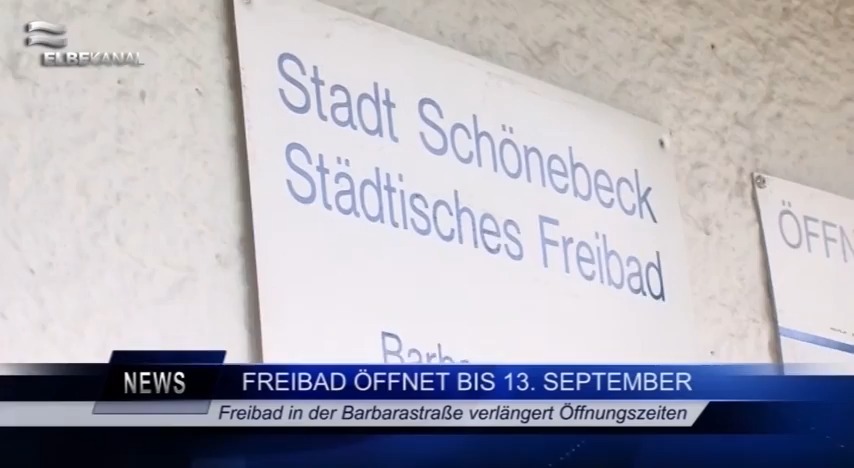 ELBEKANAL
Stadt Schönebeck
Städtisches Freibad
NEWS
FREIBAD ÖFFNET BIS 13. SEPTEMBER
Freibad in der Barbarastraße verlängert Öffnungszeiten